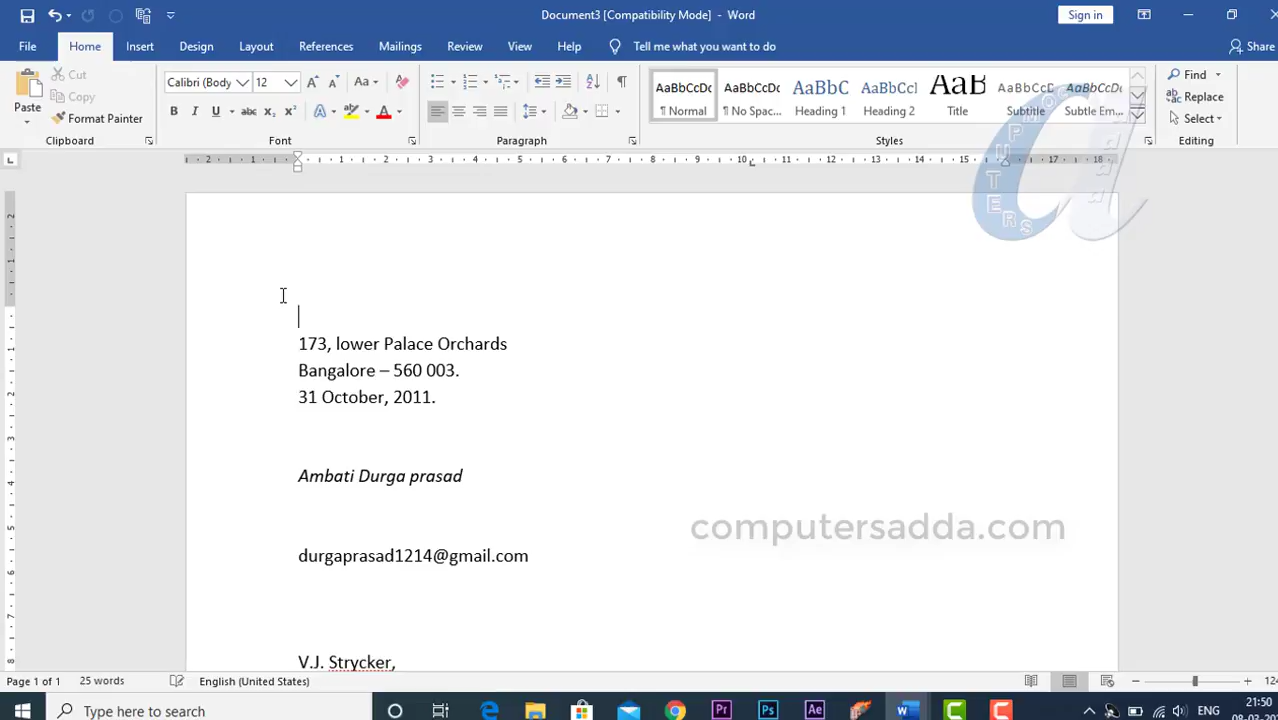 Document3 [Compatibility Mode] - Word
Sign in
File Home Insert Design Layout References Mailings Review View Help Tell me what you want to do Share
Paste
Cut
Copy
Format Painter
Clipboard
Calibri (Body 12
Font
Paragraph
AaBbCcDc AaBbCcDc AaBbC AaBbCcl AaB AaBbCcD AaBbCcDc
¶ Normal ¶ No Spac... Heading 1 Heading 2 Title Subtitle Subtle Em...
Styles
Find
Replace
Select
Editing
173, lower Palace Orchards
Bangalore – 560 003.
31 October, 2011.
Ambati Durga prasad
computersadda.com
durgaprasad1214@gmail.com
V.J. Strycker,
Page 1 of 1 25 words English (United States)
Type here to search
ENG
21:50